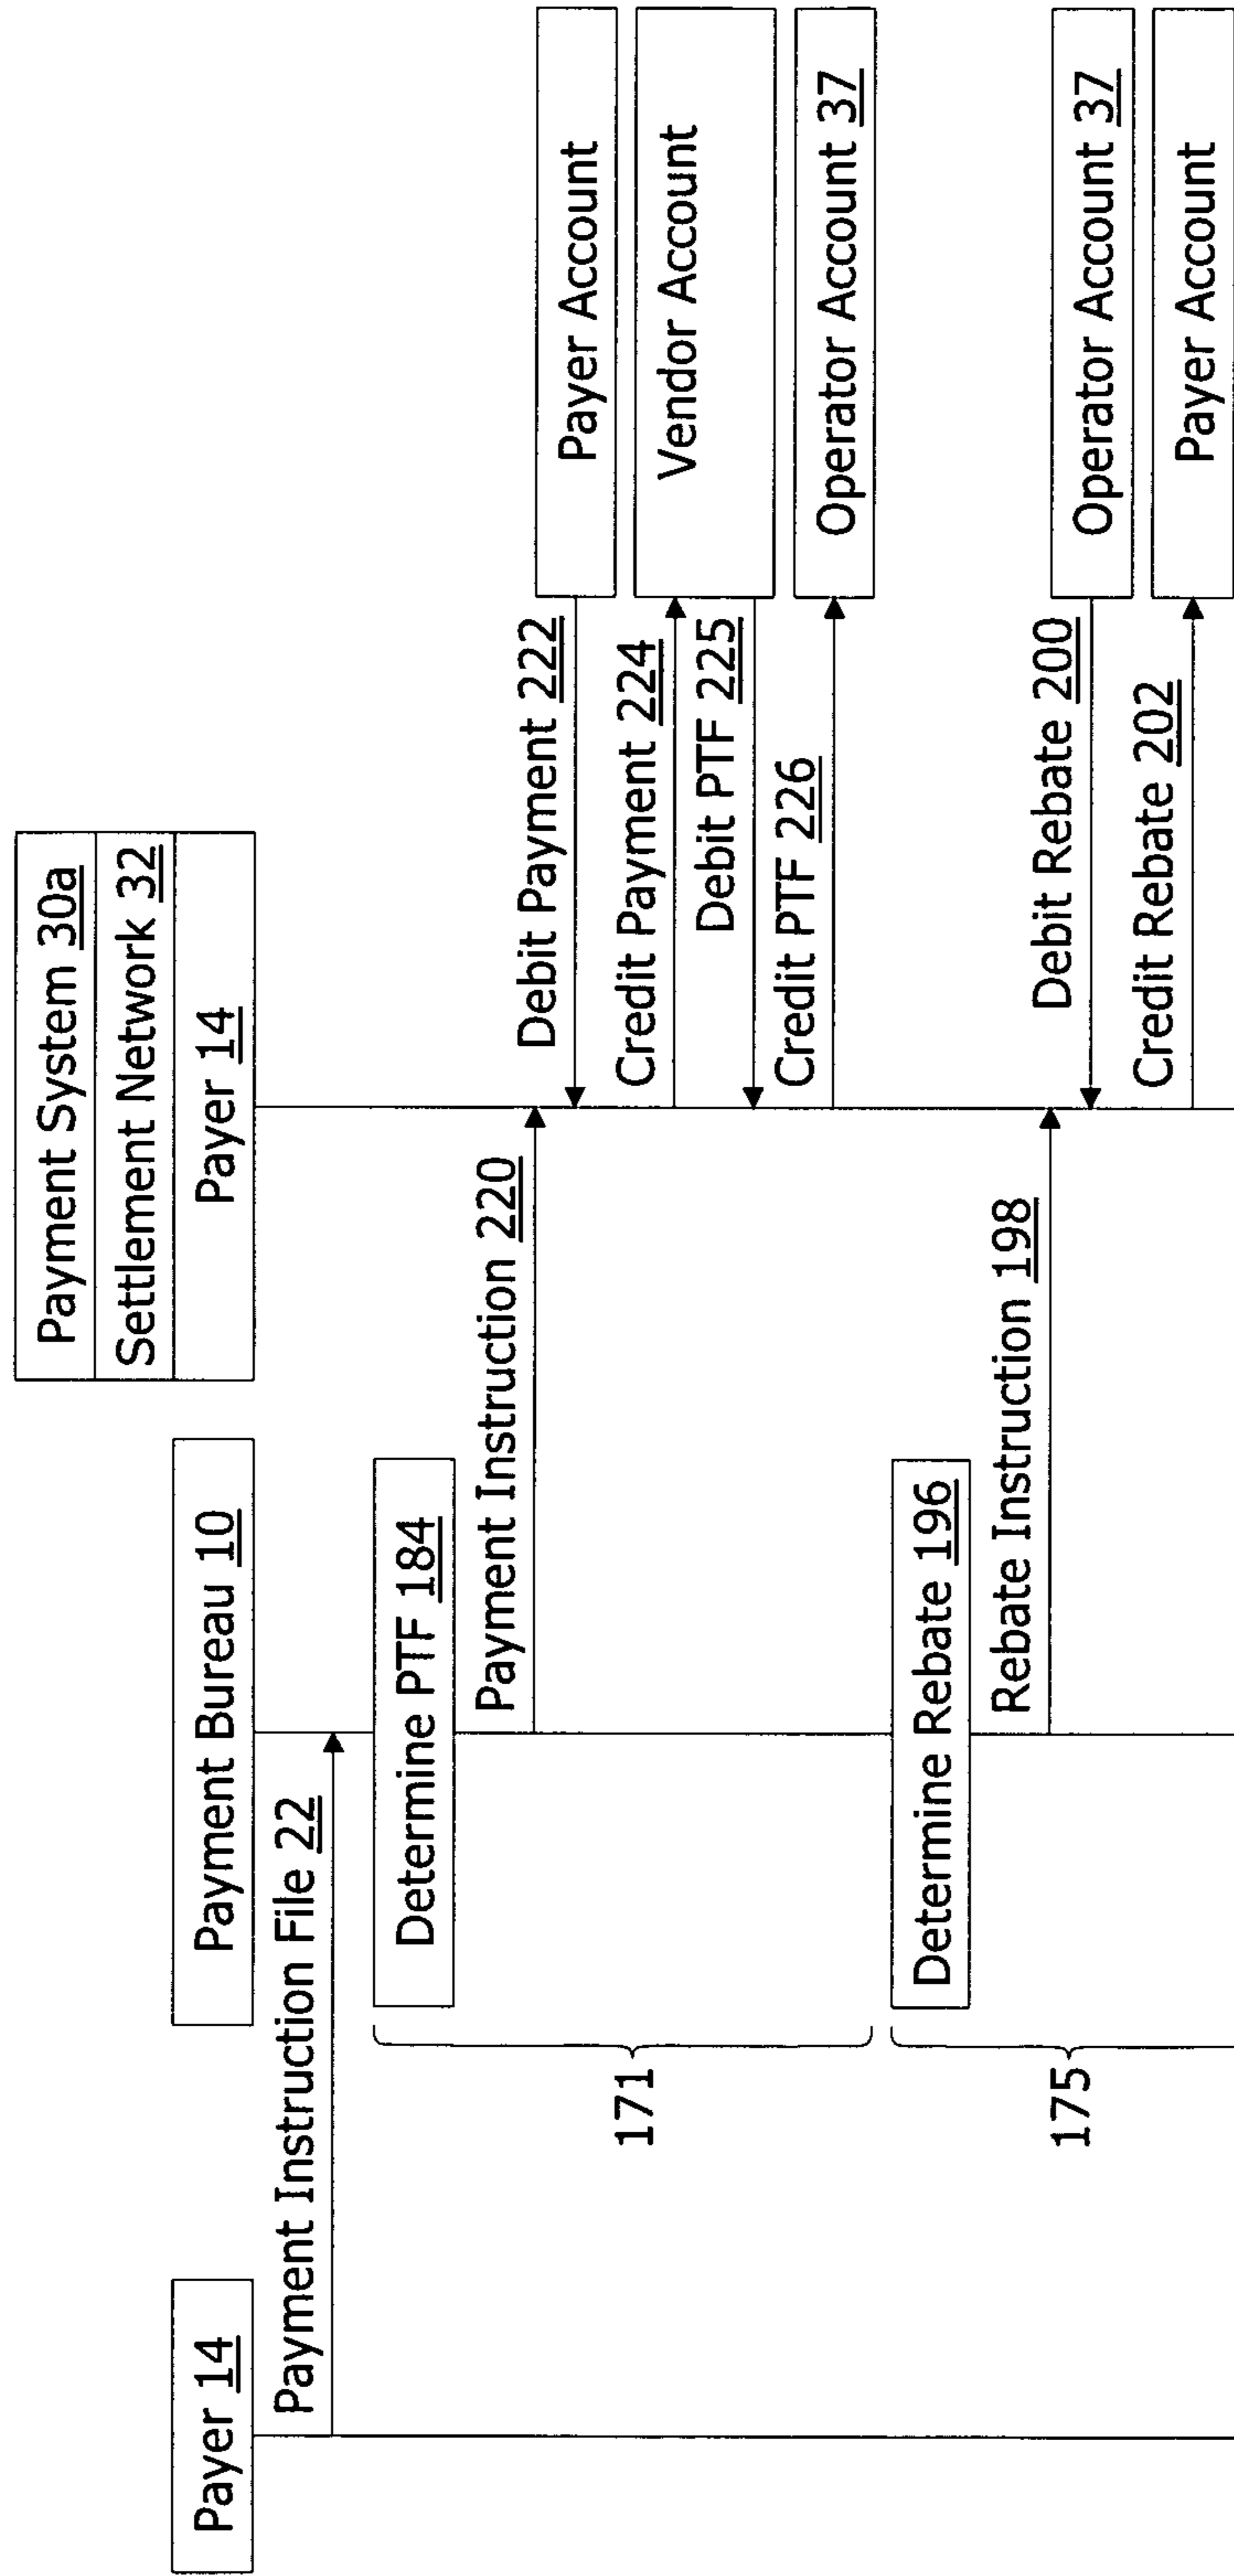 Payment System 30a
Settlement Network 32
Payer 14
Payment Bureau 10
Payer 14
Payment Instruction File 22
Determine PTF 184
Payment Instruction 220
Debit Payment 222
Payer Account
Credit Payment 224
Vendor Account
Debit PTF 225
Credit PTF 226
Operator Account 37
171
Determine Rebate 196
Rebate Instruction 198
Debit Rebate 200
Operator Account 37
Credit Rebate 202
Payer Account
175